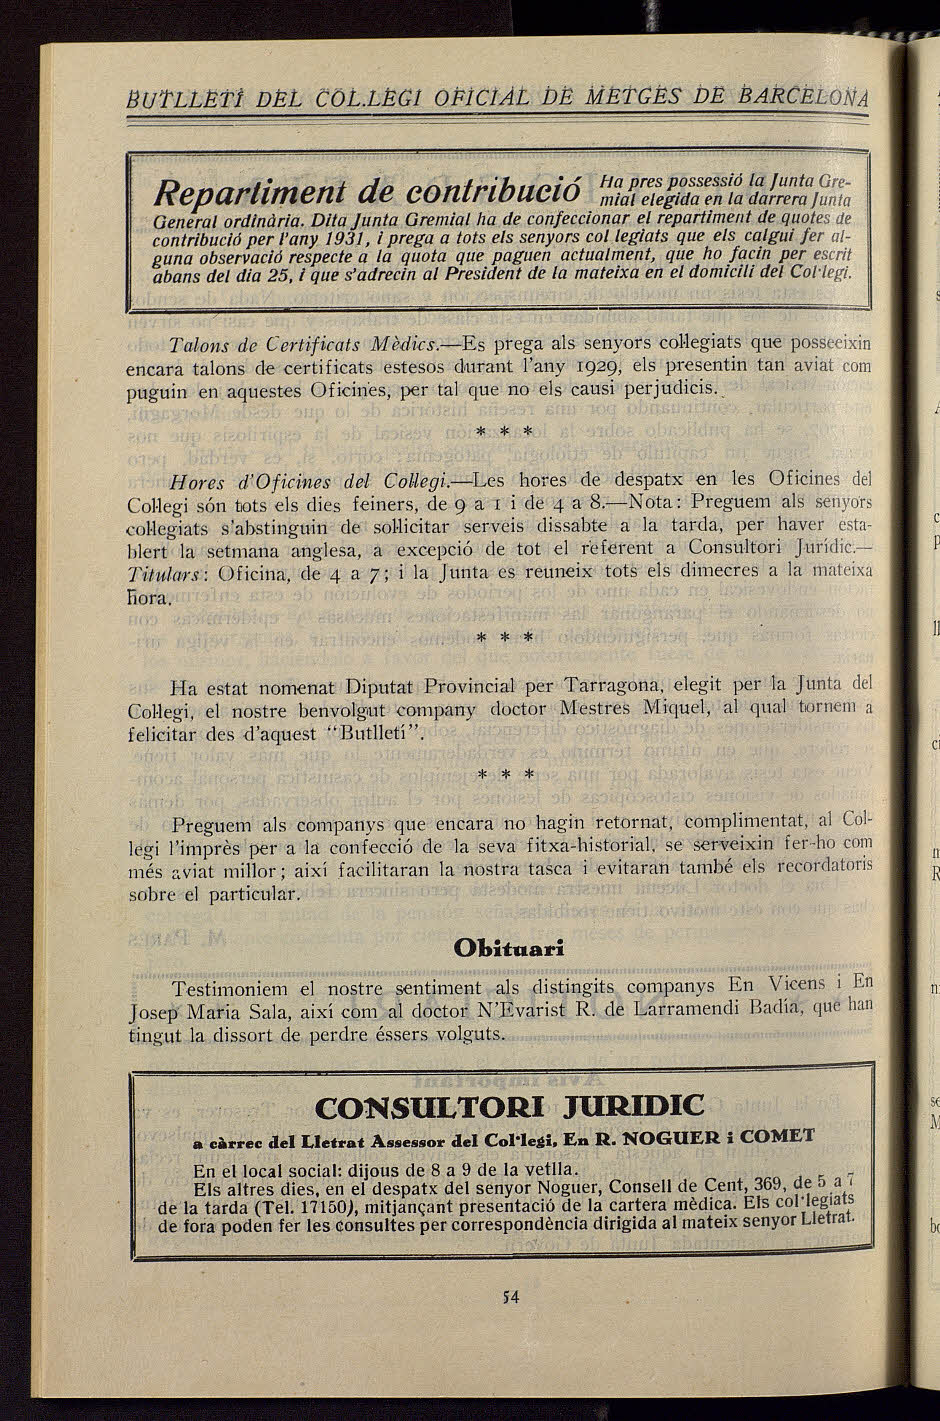 BUTLLETÍ DEL COL.LEGI OFICIAL DE METGES DE BARCELONA
Repartiment de contribució Ha pres possessió la Junta Gre-
mial elegida en la darrera Junta
General ordinària. Dita Junta Gremial ha de confeccionar el repartiment de quotes de
contribució per l'any 1931, i prega a tots els senyors col legiats que els calgui fer al-
guna observació respecte a la quota que paguen actualment, que ho facin per escrit
abans del dia 25, i que s'adrecin al President de la mateixa en el domicili del Col·legi.
Talons de Certificats Mèdics.—Es prega als senyors col·legiats que posseeixin
encara talons de certificats estesos durant l'any 1929, els presentin tan aviat com
puguin en aquestes Oficines, per tal que no els causi perjudicis.
* * *
Hores d'Oficines del Col·legi.—Les hores de despatx en les Oficines del
Col·legi són tots els dies feiners, de 9 a 1 i de 4 a 8.—Nota: Preguem als senyors
col·legiats s'abstinguin de sol·licitar serveis dissabte a la tarda, per haver esta-
blert la setmana anglesa, a excepció de tot el referent a Consultori Jurídic.—
Titulars: Oficina, de 4 a 7; i la Junta es reuneix tots els dimecres a la mateixa
hora.
* * *
Ha estat nomenat Diputat Provincial per Tarragona, elegit per la Junta del
Col·legi, el nostre benvolgut company doctor Mestres Miquel, al qual tornem a
felicitar des d'aquest "Butlletí".
* * *
Preguem als companys que encara no hagin retornat, complimentat, al Col·
legi l'imprès per a la confecció de la seva fitxa-historial, se serveixin fer-ho com
més aviat millor; així facilitaran la nostra tasca i evitaran també els recordatoris
sobre el particular.
Obituari
Testimoniem el nostre sentiment als distingits companys En Vicens i En
Josep Maria Sala, així com al doctor N'Evarist R. de Larramendi Badía, que han
tingut la dissort de perdre éssers volguts.
CONSULTORI JURIDIC
a càrrec del Lletrat Assessor del Col·legi, En R. NOGUER i COMET
En el local social: dijous de 8 a 9 de la vetlla.
Els altres dies, en el despatx del senyor Noguer, Consell de Cent, 369, de 5 a 7
de la tarda (Tel. 17150), mitjançant presentació de la cartera mèdica. Els col·legiats
de fora poden fer les consultes per correspondència dirigida al mateix senyor Lletrat.
54